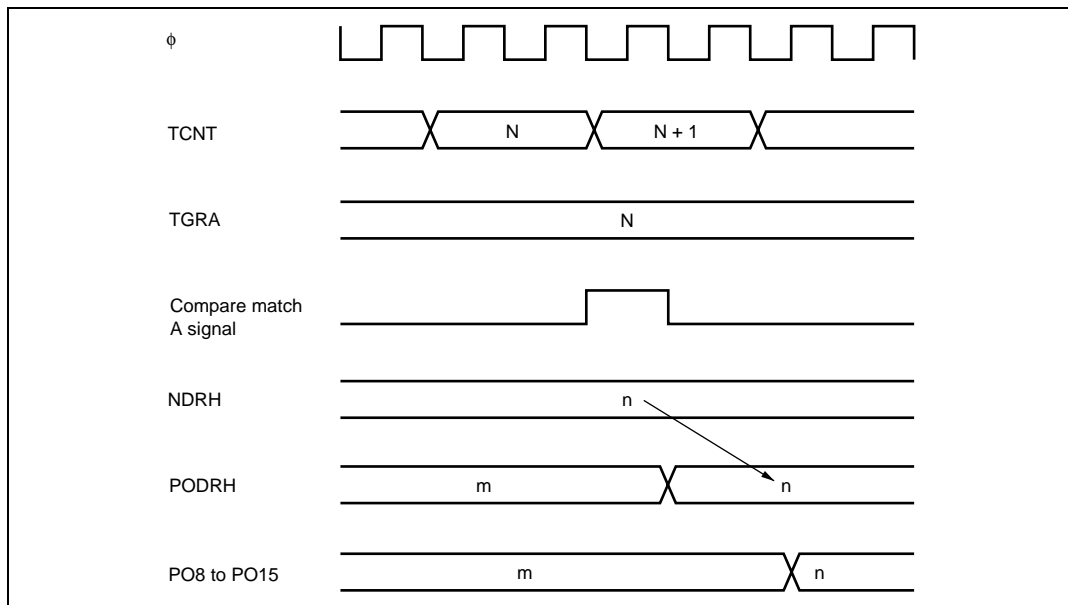 ϕ
TCNT
N
N + 1
TGRA
N
Compare match
A signal
NDRH
n
PODRH
m
n
PO8 to PO15
m
n